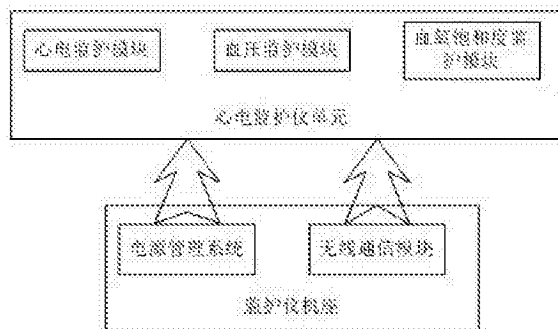 心电监护模块
血压监护模块
血氧饱和度监
护模块
心电监护仪单元
电源管理系统
无线通信模块
监护仪机座